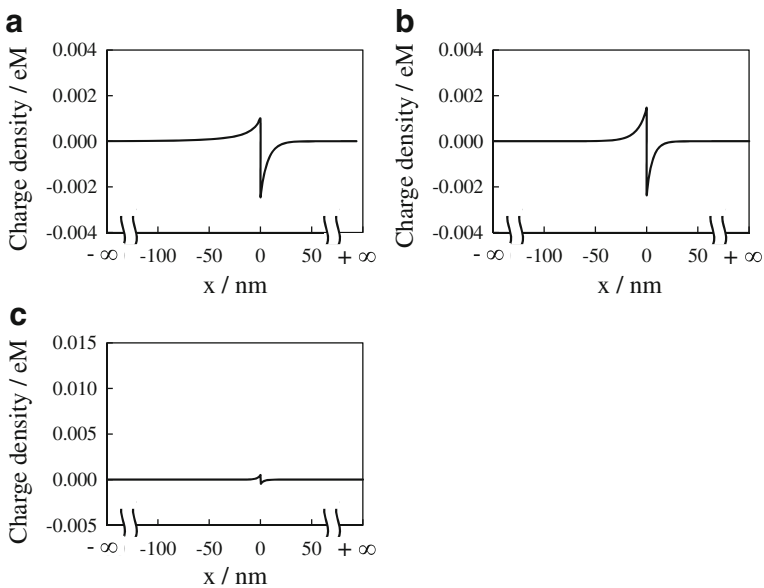 a
Charge density / eM
0.004
0.002
0.000
-0.002
-0.004
- ∞ -100 -50 0 50 + ∞
x / nm
b
Charge density / eM
0.004
0.002
0.000
-0.002
-0.004
- ∞ -100 -50 0 50 + ∞
x / nm
c
Charge density / eM
0.015
0.010
0.005
0.000
-0.005
- ∞ -100 -50 0 50 + ∞
x / nm